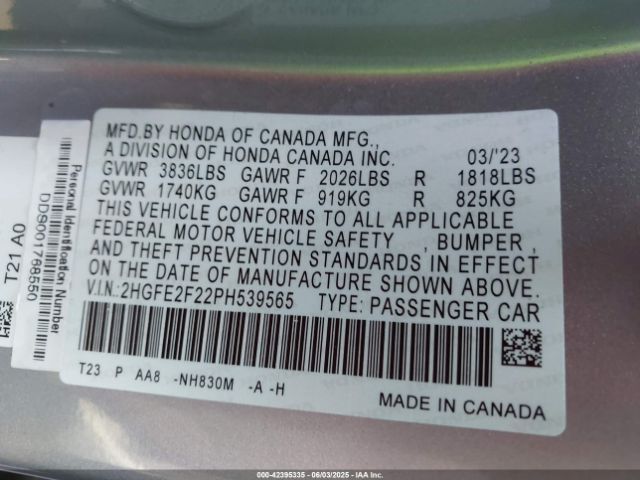 MFD.BY HONDA OF CANADA MFG.,
A DIVISION OF HONDA CANADA INC. 03/'23
GVWR 3836LBS GAWR F 2026LBS R 1818LBS
GVWR 1740KG GAWR F 919KG R 825KG
THIS VEHICLE CONFORMS TO ALL APPLICABLE
FEDERAL MOTOR VEHICLE SAFETY , BUMPER ,
AND THEFT PREVENTION STANDARDS IN EFFECT
ON THE DATE OF MANUFACTURE SHOWN ABOVE.
V.I.N:2HGFE2F22PH539565 TYPE: PASSENGER CAR
T23 P AA8 -NH830M -A -H
MADE IN CANADA
Personal Identification Number
T21 A0
000-42395335 - 06/03/2025 - IAA Inc.